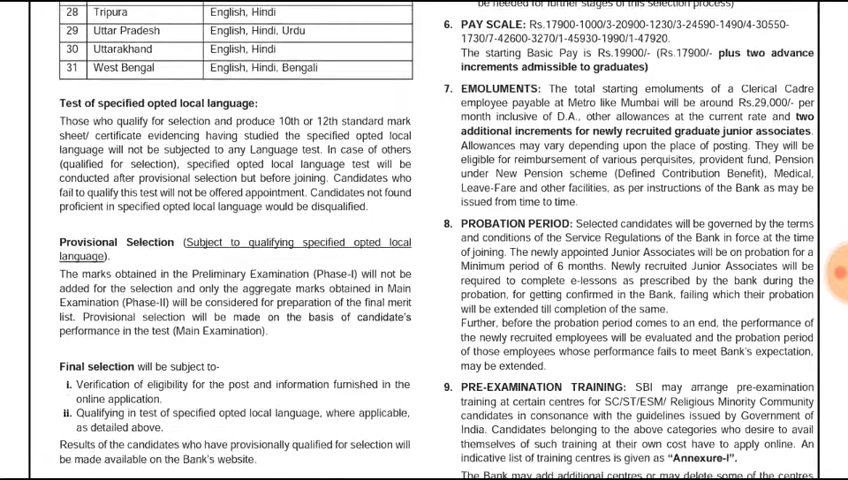 28 Tripura English, Hindi
29 Uttar Pradesh English, Hindi, Urdu
30 Uttarakhand English, Hindi
31 West Bengal English, Hindi, Bengali
Test of specified opted local language:
Those who qualify for selection and produce 10th or 12th standard mark
sheet/ certificate evidencing having studied the specified opted local
language will not be subjected to any Language test. In case of others
(qualified for selection), specified opted local language test will be
conducted after provisional selection but before joining. Candidates who
fail to qualify this test will not be offered appointment. Candidates not found
proficient in specified opted local language would be disqualified.
Provisional Selection (Subject to qualifying specified opted local
language).
The marks obtained in the Preliminary Examination (Phase-I) will not be
added for the selection and only the aggregate marks obtained in Main
Examination (Phase-II) will be considered for preparation of the final merit
list. Provisional selection will be made on the basis of candidate's
performance in the test (Main Examination).
Final selection will be subject to-
i. Verification of eligibility for the post and information furnished in the
online application.
ii. Qualifying in test of specified opted local language, where applicable,
as detailed above.
Results of the candidates who have provisionally qualified for selection will
be made available on the Bank's website.
be needed for further stages of this selection process)
6. PAY SCALE: Rs.17900-1000/3-20900-1230/3-24590-1490/4-30550-
1730/7-42600-3270/1-45930-1990/1-47920.
The starting Basic Pay is Rs.19900/- (Rs.17900/- plus two advance
increments admissible to graduates)
7. EMOLUMENTS: The total starting emoluments of a Clerical Cadre
employee payable at Metro like Mumbai will be around Rs.29,000/- per
month inclusive of D.A., other allowances at the current rate and two
additional increments for newly recruited graduate junior associates.
Allowances may vary depending upon the place of posting. They will be
eligible for reimbursement of various perquisites, provident fund, Pension
under New Pension scheme (Defined Contribution Benefit), Medical,
Leave-Fare and other facilities, as per instructions of the Bank as may be
issued from time to time.
8. PROBATION PERIOD: Selected candidates will be governed by the terms
and conditions of the Service Regulations of the Bank in force at the time
of joining. The newly appointed Junior Associates will be on probation for a
Minimum period of 6 months. Newly recruited Junior Associates will be
required to complete e-lessons as prescribed by the bank during the
probation, for getting confirmed in the Bank, failing which their probation
will be extended till completion of the same.
Further, before the probation period comes to an end, the performance of
the newly recruited employees will be evaluated and the probation period
of those employees whose performance fails to meet Bank's expectation,
may be extended.
9. PRE-EXAMINATION TRAINING: SBI may arrange pre-examination
training at certain centres for SC/ST/ESM/ Religious Minority Community
candidates in consonance with the guidelines issued by Government of
India. Candidates belonging to the above categories who desire to avail
themselves of such training at their own cost have to apply online. An
indicative list of training centres is given as "Annexure-I".
The Bank may add additional centres or may delete some of the centres